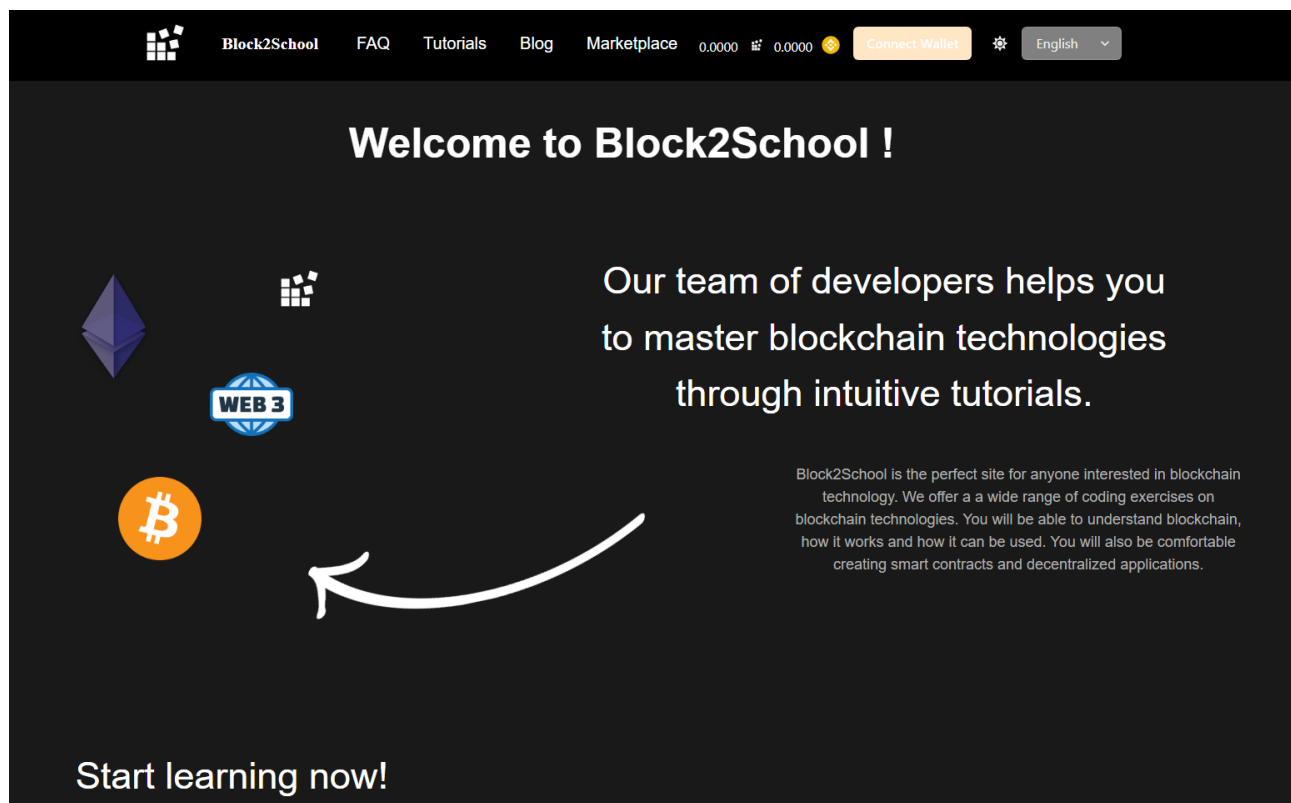 Block2School FAQ Tutorials Blog Marketplace 0.0000 0.0000 Connect Wallet English
Welcome to Block2School !
Our team of developers helps you
to master blockchain technologies
through intuitive tutorials.
WEB 3
Block2School is the perfect site for anyone interested in blockchain
technology. We offer a a wide range of coding exercises on
blockchain technologies. You will be able to understand blockchain,
how it works and how it can be used. You will also be comfortable
creating smart contracts and decentralized applications.
Start learning now!